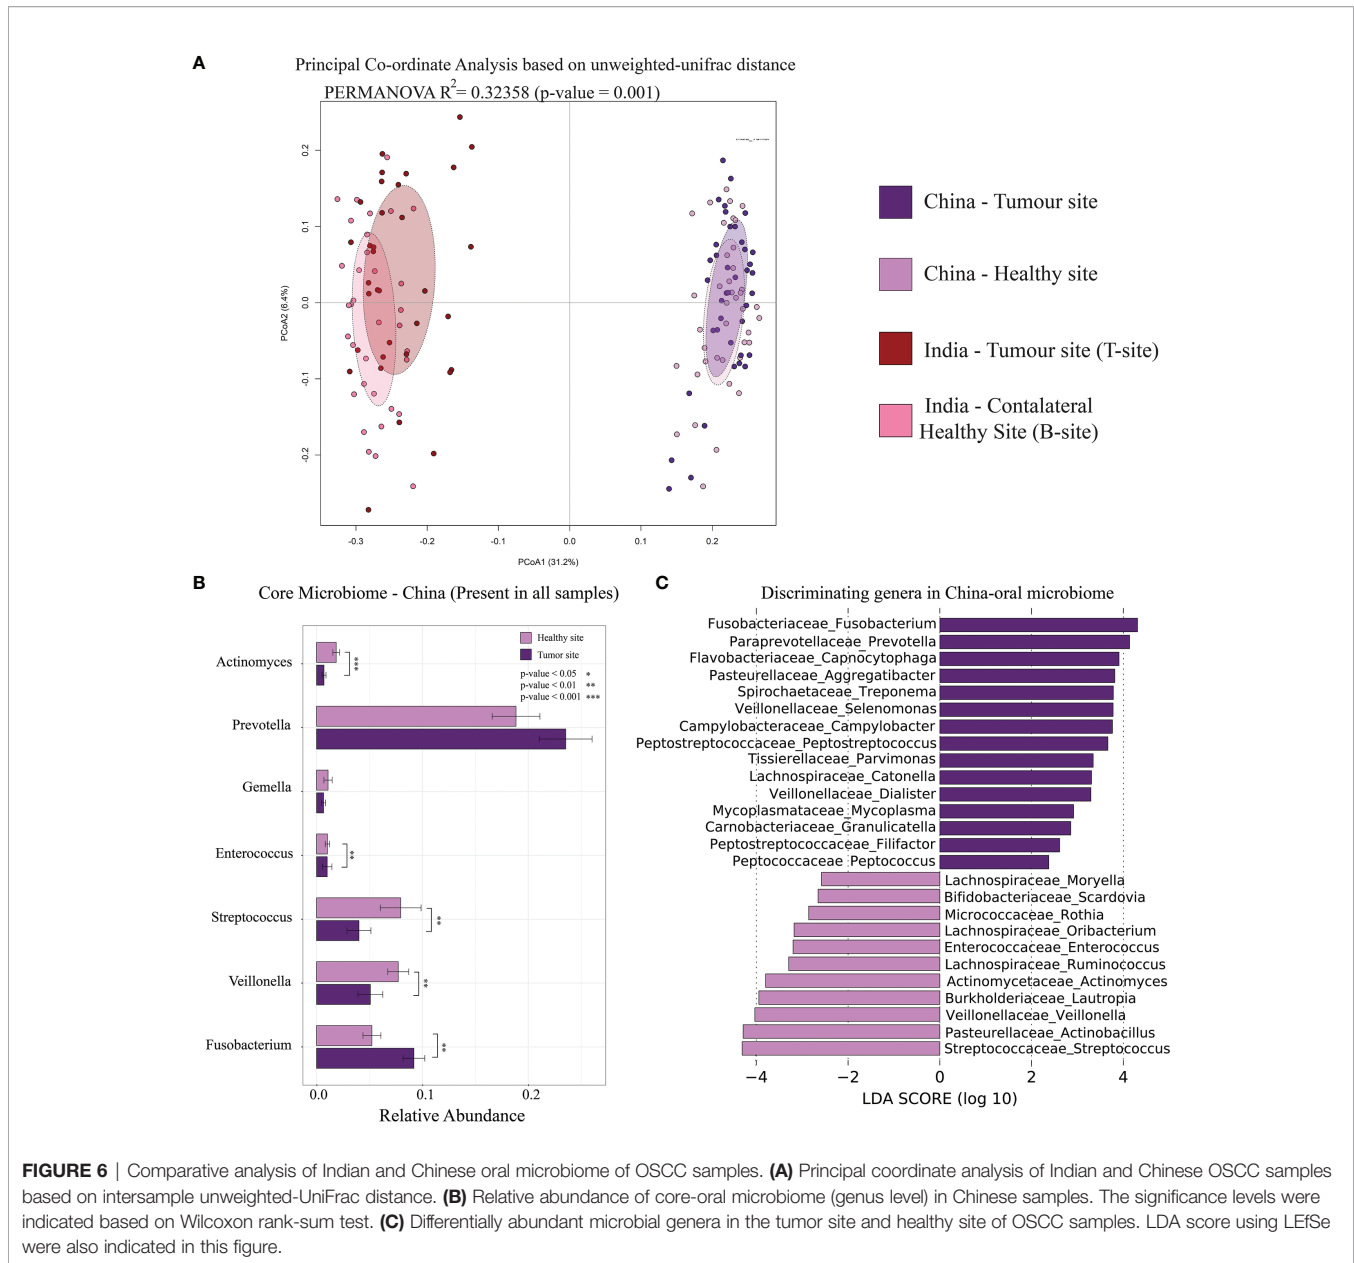 A
Principal Co-ordinate Analysis based on unweighted-unifrac distance
PERMANOVA R2= 0.32358 (p-value = 0.001)
0.2
0.1
0.0
-0.1
-0.2
PCoA2 (6.4%)
-0.3
-0.2
-0.1
0.0
0.1
0.2
PCoA1 (31.2%)
China - Tumour site
China - Healthy site
India - Tumour site (T-site)
India - Contalateral
Healthy Site (B-site)
B
Core Microbiome - China (Present in all samples)
Healthy site
Tumor site
p-value < 0.05 *
p-value < 0.01 **
p-value < 0.001 ***
Actinomyces
***
Prevotella
Gemella
Enterococcus
**
Streptococcus
**
Veillonella
**
Fusobacterium
**
0.0
0.1
0.2
Relative Abundance
C
Discriminating genera in China-oral microbiome
Fusobacteriaceae_Fusobacterium
Paraprevotellaceae_Prevotella
Flavobacteriaceae_Capnocytophaga
Pasteurellaceae_Aggregatibacter
Spirochaetaceae_Treponema
Veillonellaceae_Selenomonas
Campylobacteraceae_Campylobacter
Peptostreptococcaceae_Peptostreptococcus
Tissierellaceae_Parvimonas
Lachnospiraceae_Catonella
Veillonellaceae_Dialister
Mycoplasmataceae_Mycoplasma
Carnobacteriaceae_Granulicatella
Peptostreptococcaceae_Filifactor
Peptococcaceae_Peptococcus
Lachnospiraceae_Moryella
Bifidobacteriaceae_Scardovia
Micrococcaceae_Rothia
Lachnospiraceae_Oribacterium
Enterococcaceae_Enterococcus
Lachnospiraceae_Ruminococcus
Actinomycetaceae_Actinomyces
Burkholderiaceae_Lautropia
Veillonellaceae_Veillonella
Pasteurellaceae_Actinobacillus
Streptococcaceae_Streptococcus
−4
−2
0
2
4
LDA SCORE (log 10)
FIGURE 6 | Comparative analysis of Indian and Chinese oral microbiome of OSCC samples. (A) Principal coordinate analysis of Indian and Chinese OSCC samples
based on intersample unweighted-UniFrac distance. (B) Relative abundance of core-oral microbiome (genus level) in Chinese samples. The significance levels were
indicated based on Wilcoxon rank-sum test. (C) Differentially abundant microbial genera in the tumor site and healthy site of OSCC samples. LDA score using LEfSe
were also indicated in this figure.